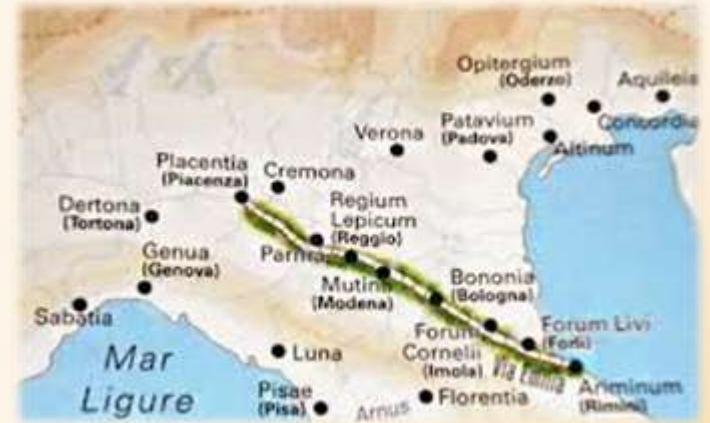 Opitergium
(Oderzo)
Aquileia
Concordia
Patavium
(Padova)
Altinum
Verona
Placentia
(Piacenza)
Cremona
Dertona
(Tortona)
Regium
Lepicum
(Reggio)
Genua
(Genova)
Parma
Mutina
(Modena)
Bononia
(Bologna)
Sabatia
Forum
Cornelii
(Imola)
Forum Livi
(Forlì)
Mar
Ligure
Luna
Via Emilia
Ariminum
(Rimini)
Pisae
(Pisa)
Arnus
Florentia